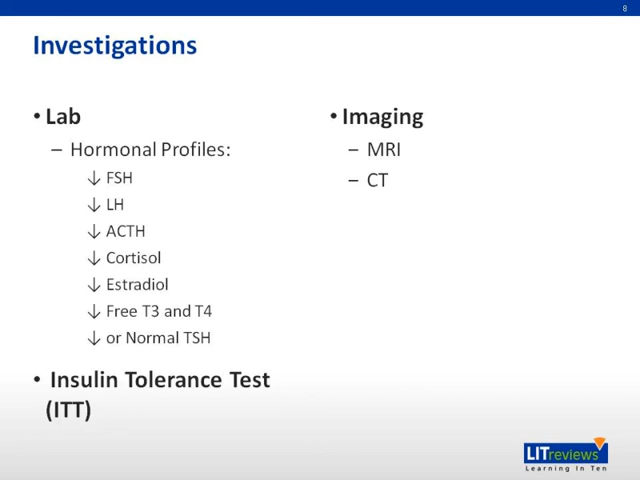 8
Investigations
• Lab
– Hormonal Profiles:
↓ FSH
↓ LH
↓ ACTH
↓ Cortisol
↓ Estradiol
↓ Free T3 and T4
↓ or Normal TSH
• Insulin Tolerance Test
(ITT)
• Imaging
– MRI
– CT
LITreviews
Learning In Ten